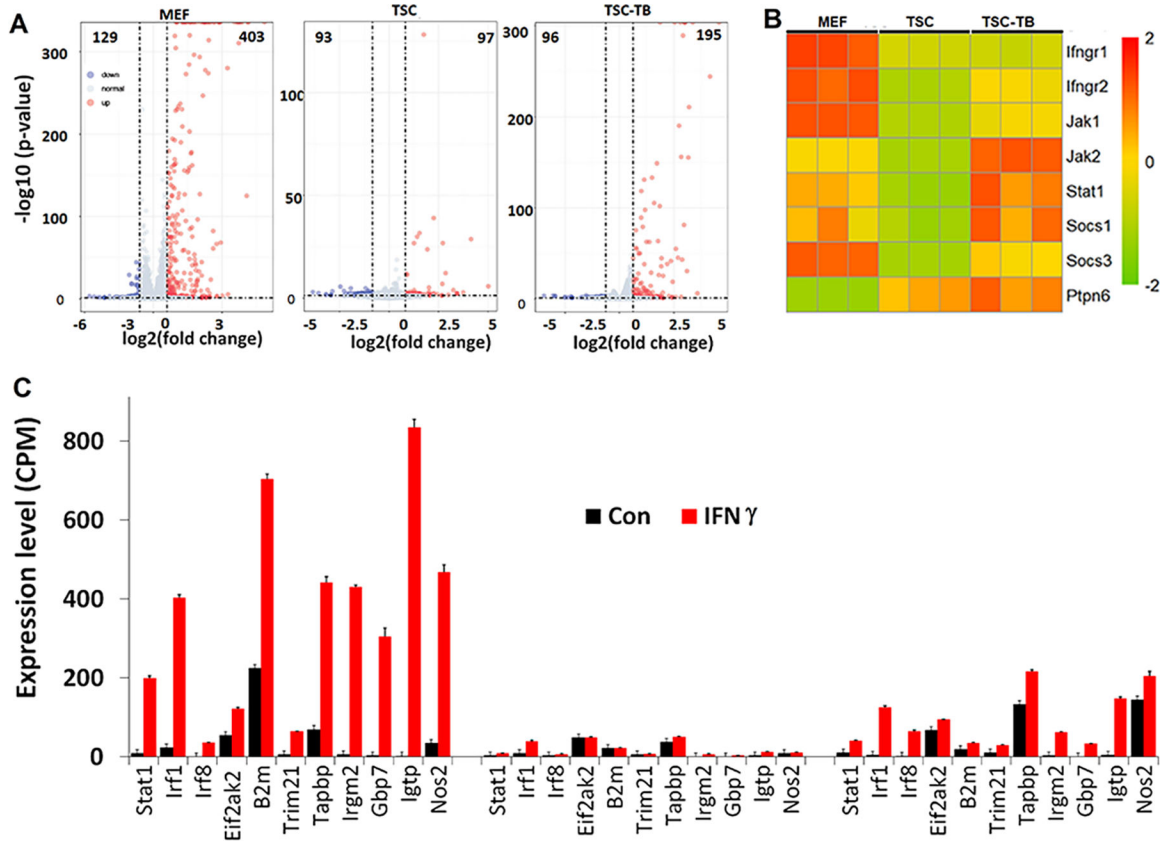 A
MEF
TSC
TSC-TB
129
403
93
97
96
195
down
normal
up
300
200
100
0
100
50
0
300
200
100
0
-log10 (p-value)
-6 -3 0 5
-5 -2 0 2 5
-5 -2 0 2 5
log2(fold change)
log2(fold change)
log2(fold change)
B
MEF TSC TSC-TB
Ifngr1
Ifngr2
Jak1
Jak2
Stat1
Socs1
Socs3
Ptpn6
2
0
-2
C
Expression level (CPM)
800
600
400
200
0
Con IFN γ
Stat1 Irf1 Irf8 Eif2ak2 B2m Trim21 Tapbp Irgm2 Gbp7 Igtp Nos2
Stat1 Irf1 Irf8 Eif2ak2 B2m Trim21 Tapbp Irgm2 Gbp7 Igtp Nos2
Stat1 Irf1 Irf8 Eif2ak2 B2m Trim21 Tapbp Irgm2 Gbp7 Igtp Nos2